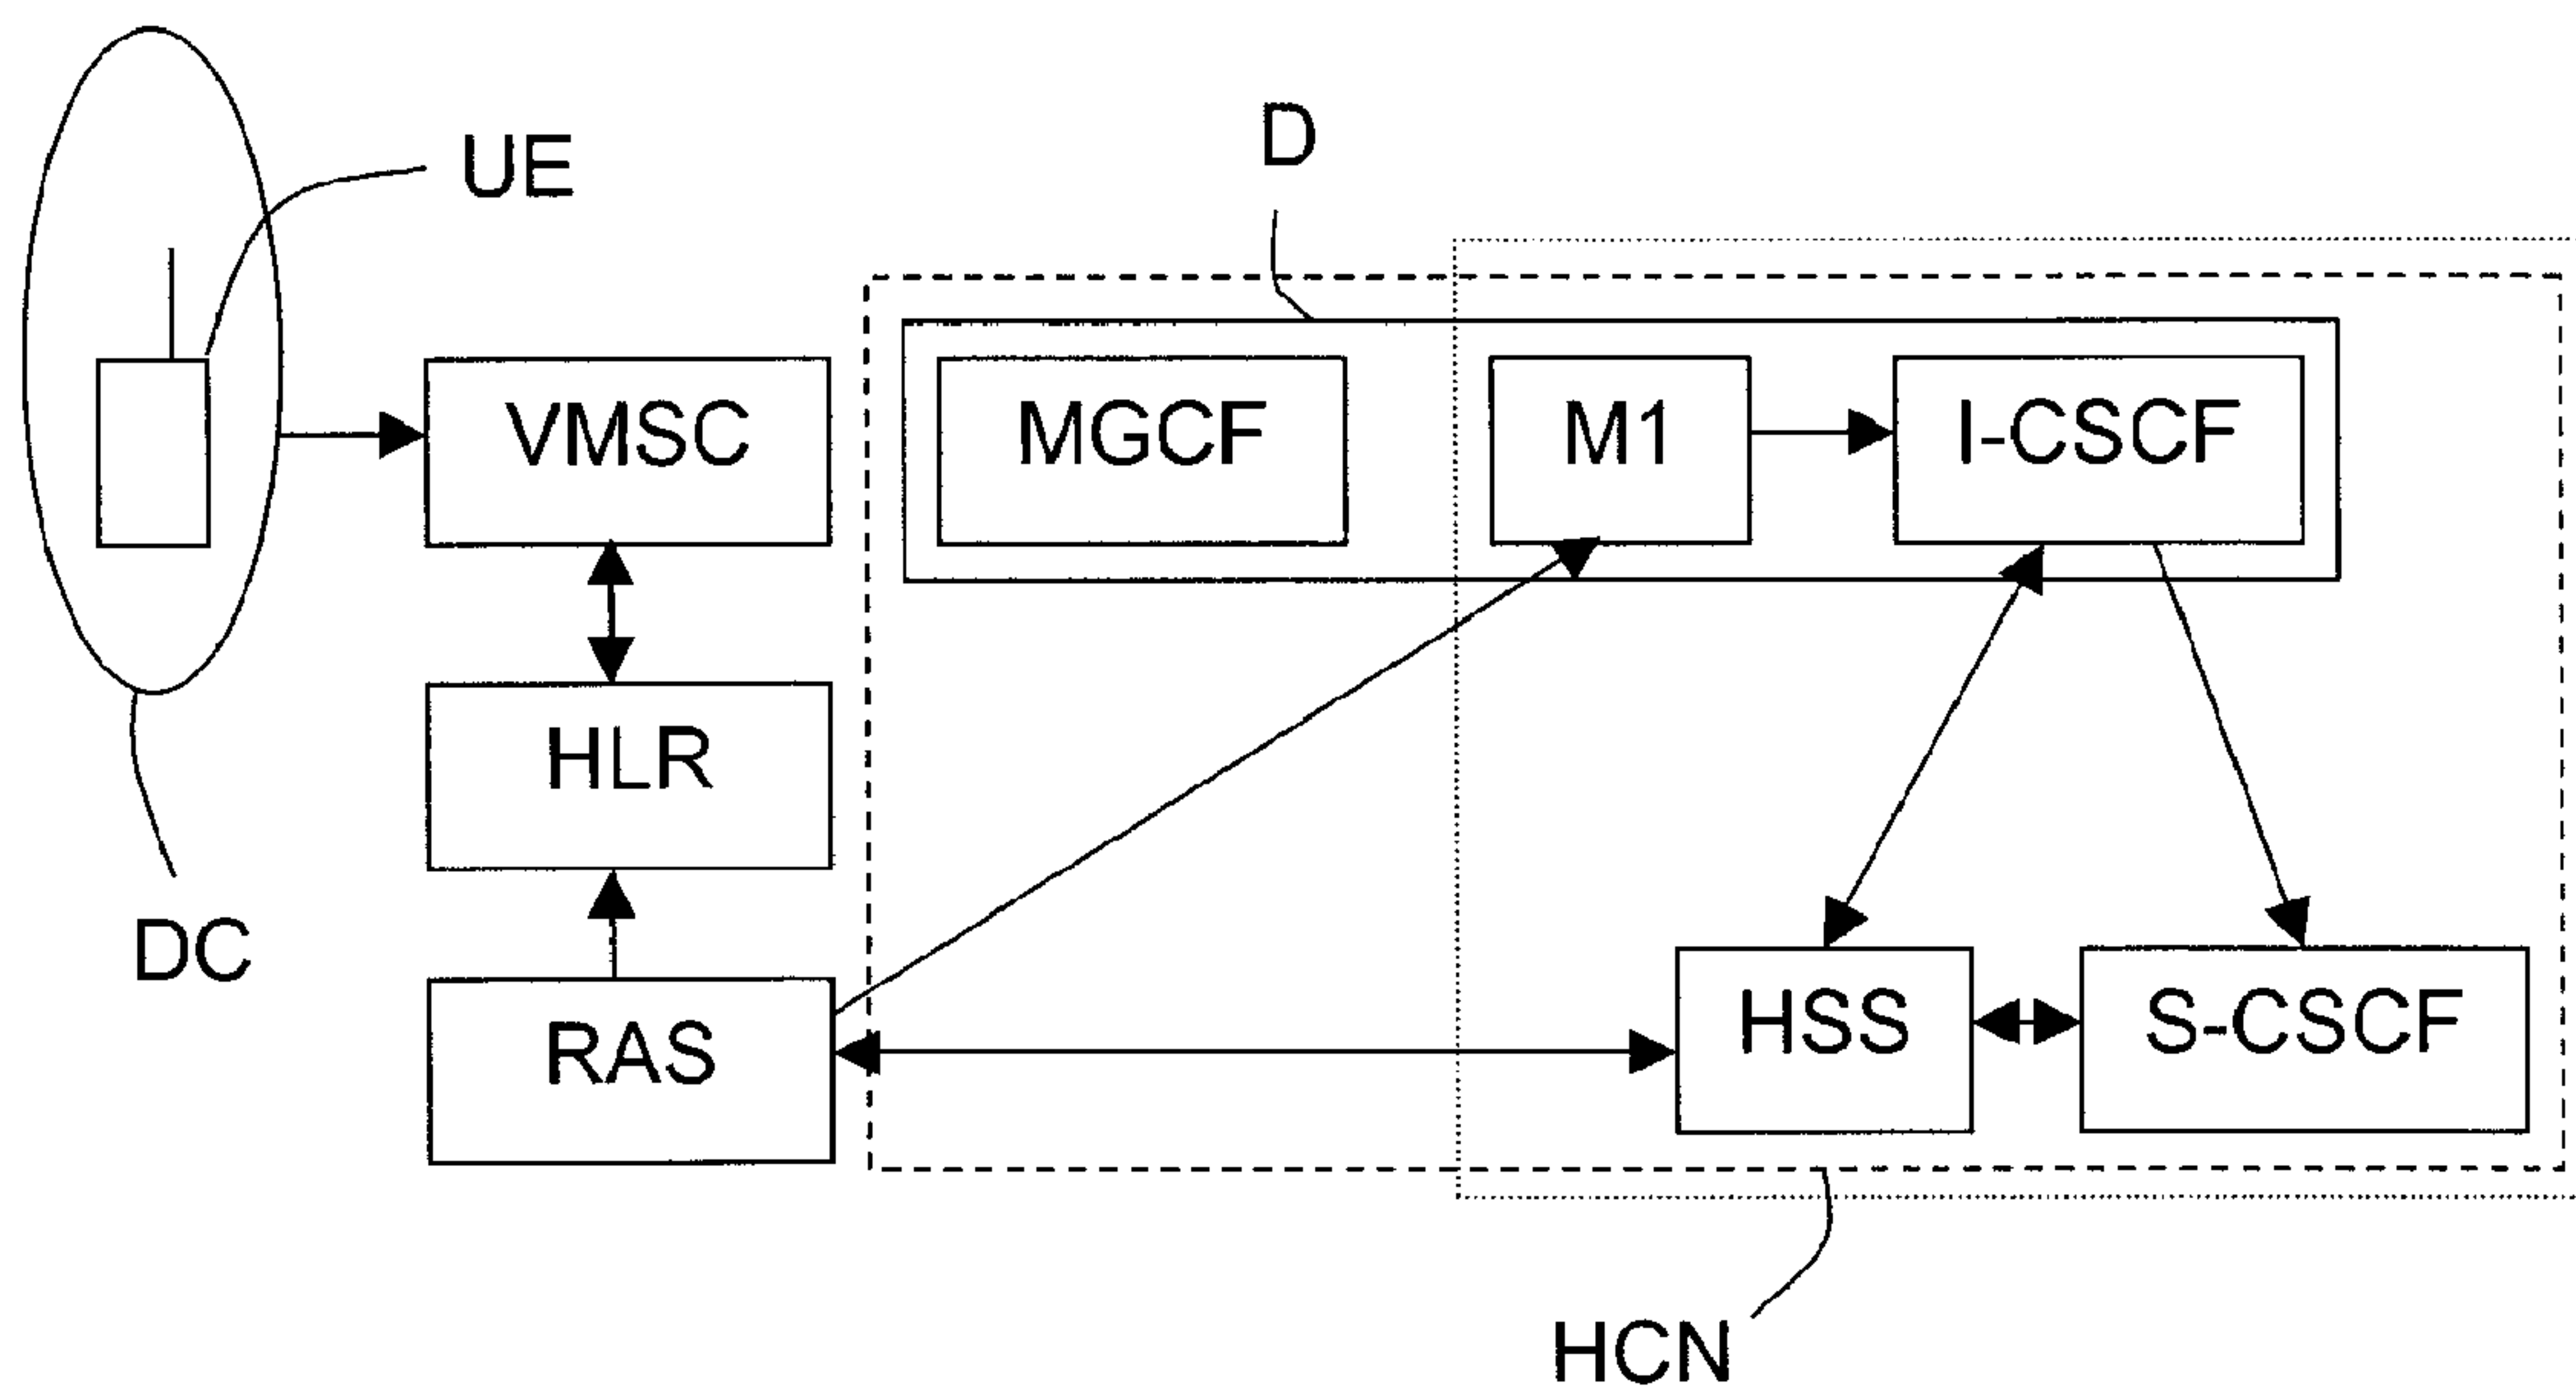 D
UE
VMSC
MGCF
M1
I-CSCF
HLR
DC
RAS
HSS
S-CSCF
HCN